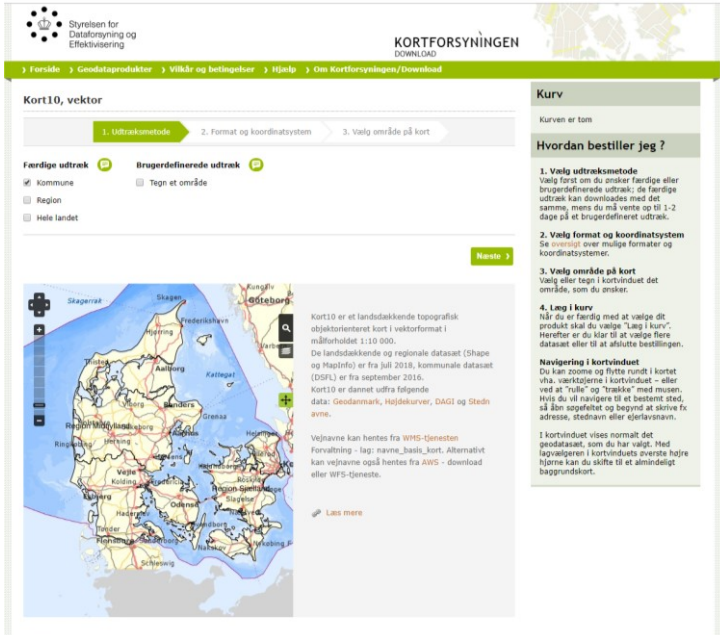 Styrelsen for
Dataforsyning og
Effektivisering
KORTFORSYNINGEN
DOWNLOAD
Forside
Geodataprodukter
Vilkår og betingelser
Hjælp
Om Kortforsyningen/Download
Kort10, vektor
1. Udtræksmetode
2. Format og koordinatsystem
3. Vælg område på kort
Færdige udtræk
Brugerdefinerede udtræk
Kommune
Tegn et område
Region
Hele landet
Næste
Skagerrak
Skagen
Kungälv
Göteborg
Frederikshavn
Hjørring
Thisted
Aalborg
Kattegat
Viborg
Randers
Grenaa
Region Midtjylland
Herning
Vejle
Kolding
Esbjerg
Odense
Region Sjælland
Slagelse
Tønder
Flensborg
Nakskov
Schleswig
Kort10 er et landsdækkende topografisk
objektorienteret kort i vektorformat i
målforholdet 1:10 000.
De landsdækkende og regionale datasæt (Shape
og MapInfo) er fra juli 2018, kommunale datasæt
(DSFL) er fra september 2016.
Kort10 er dannet udfra følgende
data: Geodanmark, Højdekurver, DAGI og Stedn
avne.
Vejnavne kan hentes fra WMS-tjenesten
Forvaltning - lag: navne_basis_kort. Alternativt
kan vejnavne også hentes fra AWS - download
eller WFS-tjeneste.
Læs mere
Kurv
Kurven er tom
Hvordan bestiller jeg ?
1. Vælg udtræksmetode
Vælg først om du ønsker færdige eller
brugerdefinerede udtræk; de færdige
udtræk kan downloades med det
samme, mens du må vente op til 1-2
dage på et brugerdefineret udtræk.
2. Vælg format og koordinatsystem
Se oversigt over mulige formater og
koordinatsystemer.
3. Vælg område på kort
Vælg eller tegn i kortvinduet det
område, som du ønsker.
4. Læg i kurv
Når du er færdig med at vælge dit
produkt skal du vælge "Læg i kurv".
Herefter er du klar til at vælge flere
datasæt eller til at afslutte bestillingen.
Navigering i kortvinduet
Du kan zoome og flytte rundt i kortet
vha. værktøjerne i kortvinduet – eller
ved at "rulle" og "trække" med musen.
Hvis du vil navigere til et bestemt sted,
så åbn søgefeltet og begynd at skrive fx
adresse, stednavn eller ejerlavsnavn.
I kortvinduet vises normalt det
geodatasæt, som du har valgt. Med
lagvælgeren i kortvinduets øverste højre
hjørne kan du skifte til et almindeligt
baggrundskort.